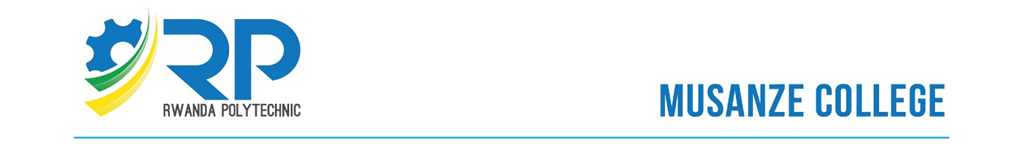 RP
RWANDA POLYTECHNIC
MUSANZE COLLEGE